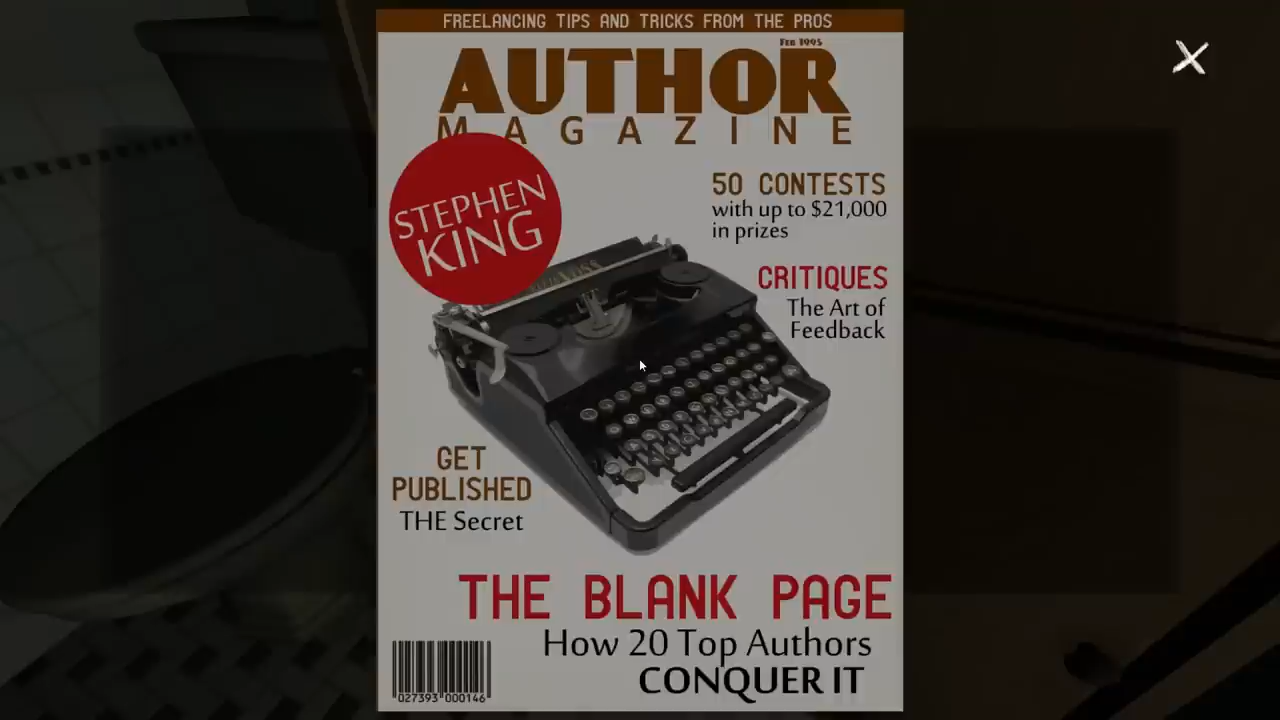 FREELANCING TIPS AND TRICKS FROM THE PROS
Feb 1995
AUTHOR
MAGAZINE
STEPHEN
KING
50 CONTESTS
with up to $21,000
in prizes
CRITIQUES
The Art of
Feedback
GET
PUBLISHED
THE Secret
THE BLANK PAGE
How 20 Top Authors
CONQUER IT
027393 000146